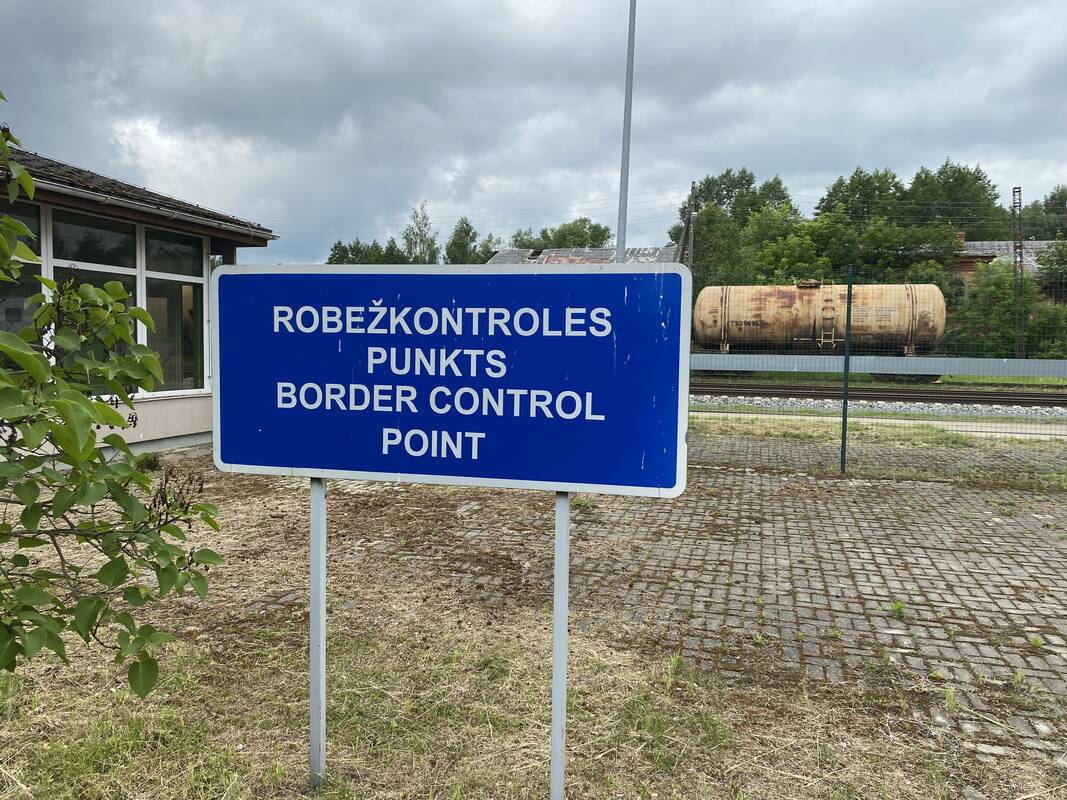 ROBEŽKONTROLES
PUNKTS
BORDER CONTROL
POINT